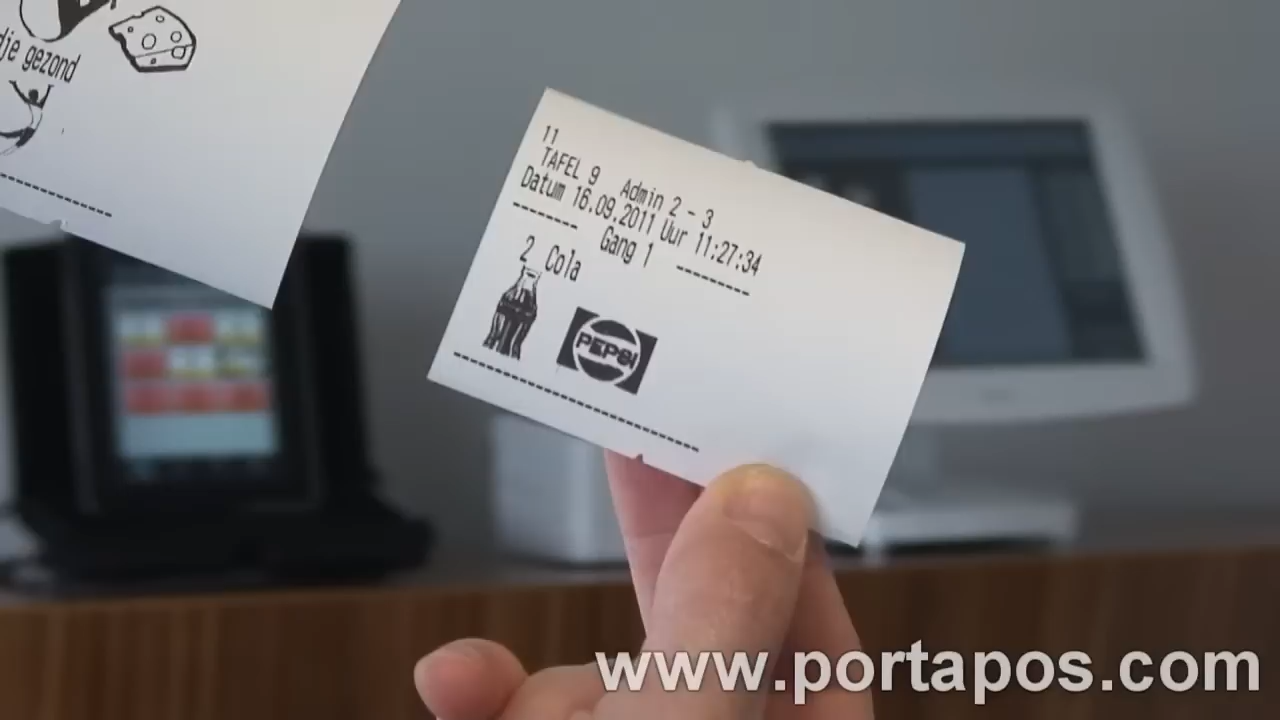 dje gezond
11
TAFEL 9 Admin 2 - 3
Datum 16.09.2011 Uur 11:27:34
--------- Gang 1 ---------
2 Cola
PEPSI
www.portapos.com